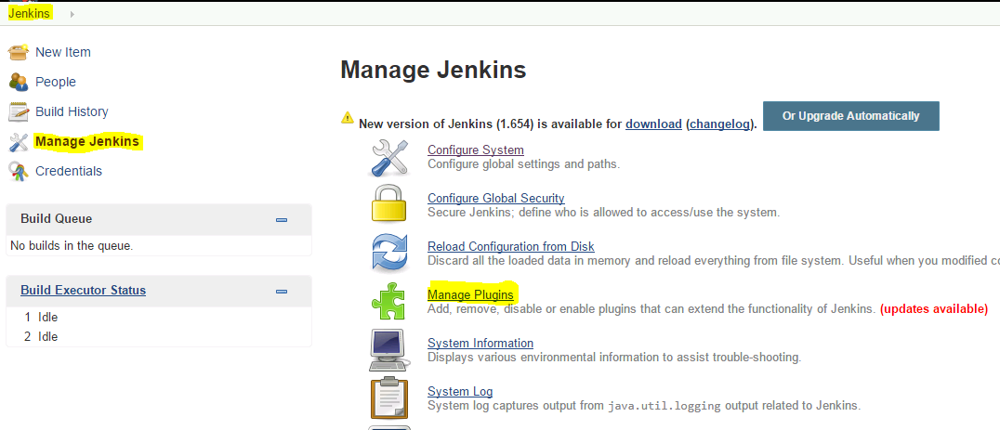 Jenkins
New Item
People
Build History
Manage Jenkins
Credentials
Build Queue
No builds in the queue.
Build Executor Status
1 Idle
2 Idle
Manage Jenkins
New version of Jenkins (1.654) is available for download (changelog).
Or Upgrade Automatically
Configure System
Configure global settings and paths.
Configure Global Security
Secure Jenkins; define who is allowed to access/use the system.
Reload Configuration from Disk
Discard all the loaded data in memory and reload everything from file system. Useful when you modified co
Manage Plugins
Add, remove, disable or enable plugins that can extend the functionality of Jenkins. (updates available)
System Information
Displays various environmental information to assist trouble-shooting.
System Log
System log captures output from java.util.logging output related to Jenkins.